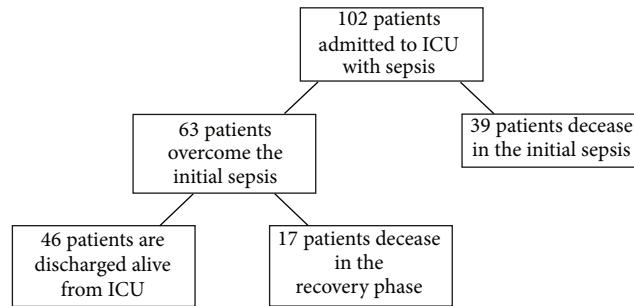 102 patients
admitted to ICU
with sepsis
63 patients
overcome the
initial sepsis
39 patients decease
in the initial sepsis
46 patients are
discharged alive
from ICU
17 patients decease
in the
recovery phase